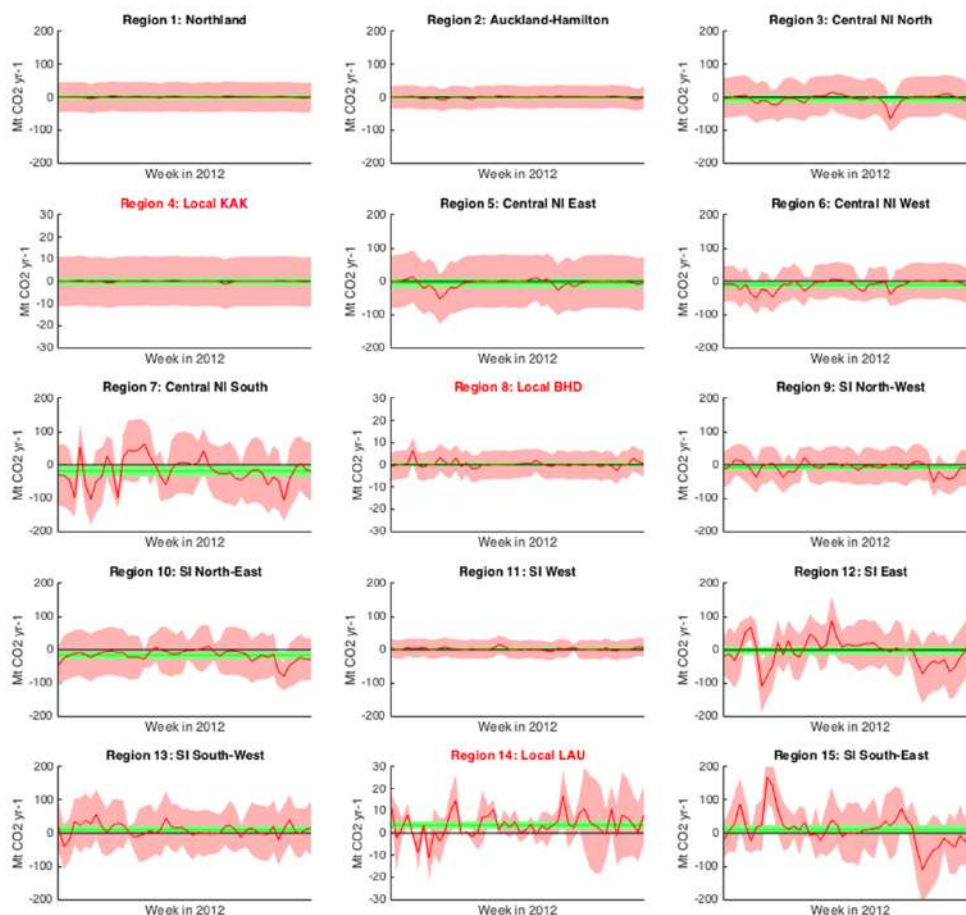 Region 1: Northland
200
100
0
-100
-200
Mt CO2 yr-1
Week in 2012
Region 2: Auckland-Hamilton
200
100
0
-100
-200
Mt CO2 yr-1
Week in 2012
Region 3: Central NI North
200
100
0
-100
-200
Mt CO2 yr-1
Week in 2012
Region 4: Local KAK
30
20
10
0
-10
-20
-30
Mt CO2 yr-1
Week in 2012
Region 5: Central NI East
200
100
0
-100
-200
Mt CO2 yr-1
Week in 2012
Region 6: Central NI West
200
100
0
-100
-200
Mt CO2 yr-1
Week in 2012
Region 7: Central NI South
200
100
0
-100
-200
Mt CO2 yr-1
Week in 2012
Region 8: Local BHD
30
20
10
0
-10
-20
-30
Mt CO2 yr-1
Week in 2012
Region 9: SI North-West
200
100
0
-100
-200
Mt CO2 yr-1
Week in 2012
Region 10: SI North-East
200
100
0
-100
-200
Mt CO2 yr-1
Week in 2012
Region 11: SI West
200
100
0
-100
-200
Mt CO2 yr-1
Week in 2012
Region 12: SI East
200
100
0
-100
-200
Mt CO2 yr-1
Week in 2012
Region 13: SI South-West
200
100
0
-100
-200
Mt CO2 yr-1
Week in 2012
Region 14: Local LAU
30
20
10
0
10
20
-30
Mt CO2 yr-1
Week in 2012
Region 15: SI South-East
200
100
0
-100
-200
Mt CO2 yr-1
Week in 2012